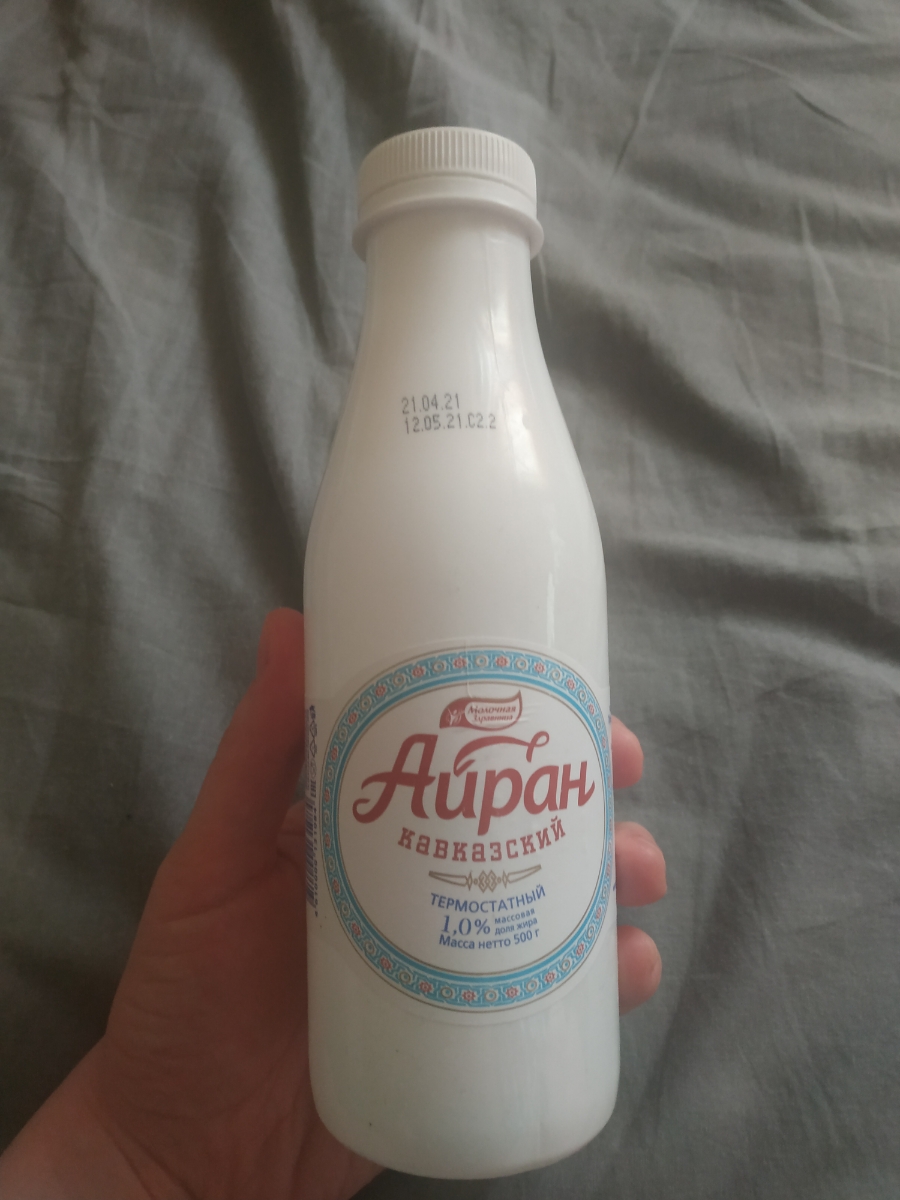 21.04.21
12.05.21.C2.2
Молочная
Айран
кавказский
ТЕРМОСТАТНЫЙ
1,0% массовая
доля жира
Масса нетто 500 г